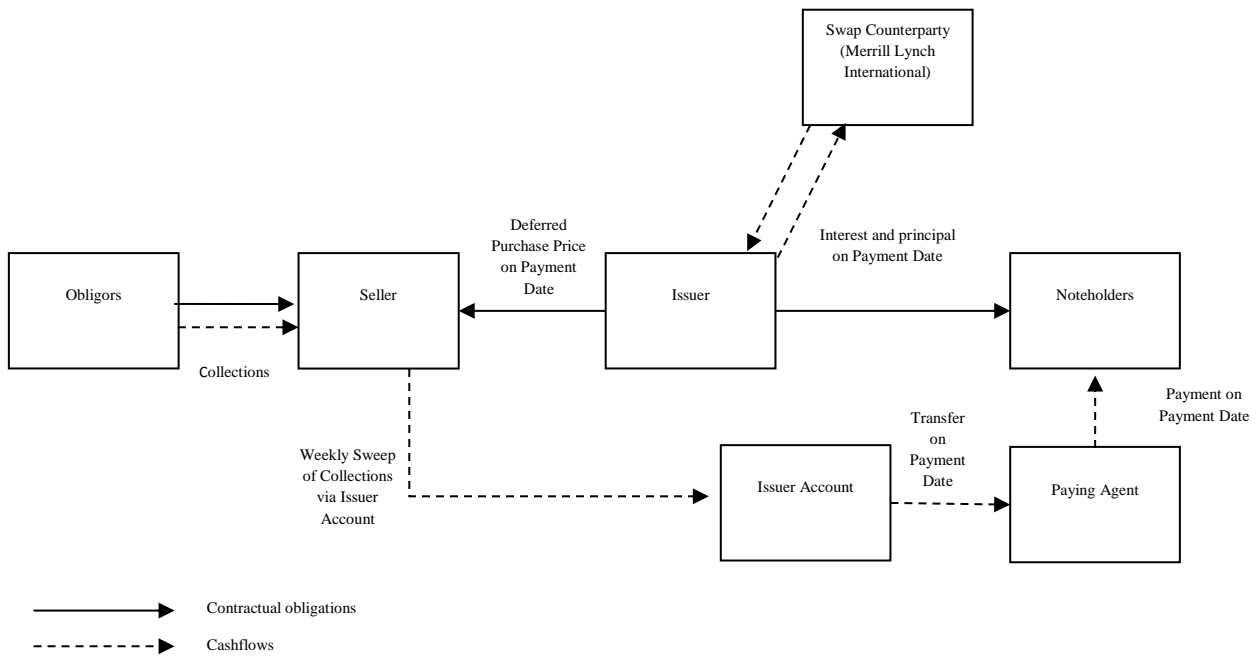 Swap Counterparty
(Merrill Lynch
International)
Deferred
Purchase Price
on Payment
Date
Interest and principal
on Payment Date
Obligors
Seller
Issuer
Noteholders
Collections
Payment on
Payment Date
Transfer
on
Payment
Date
Weekly Sweep
of Collections
via Issuer
Account
Issuer Account
Paying Agent
Contractual obligations
Cashflows